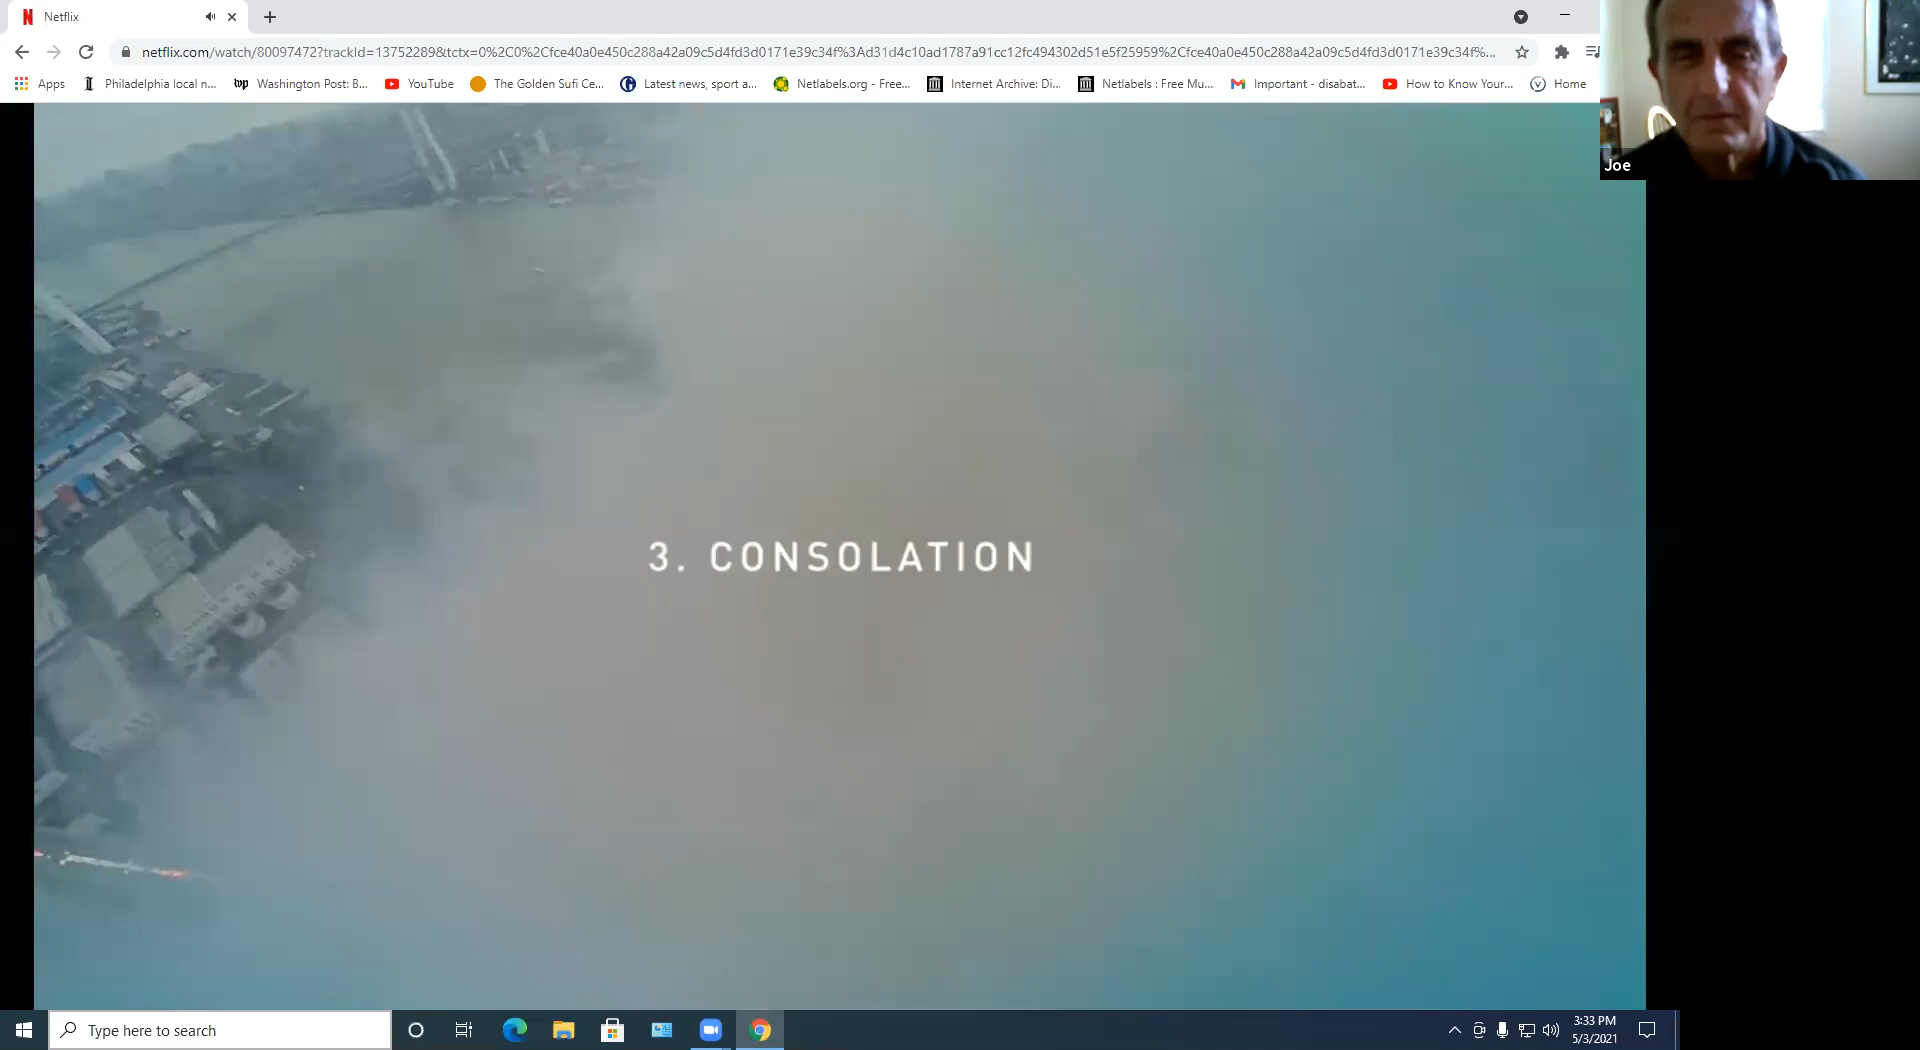 Netflix
netflix.com/watch/80097472?trackId=13752289&tctx=0%2C0%2Cfce40a0e450c288a42a09c5d4fd3d0171e39c34f%3Ad31d4c10ad1787a91cc12fc494302d51e5f25959%2Cfce40a0e450c288a42a09c5d4fd3d0171e39c34f%...
Apps Philadelphia local n... wp Washington Post: B... YouTube The Golden Sufi Ce... Latest news, sport a... Netlabels.org - Free... Internet Archive: Di... Netlabels : Free Mu... Important - disabat... How to Know Your... Home
Joe
3. CONSOLATION
Type here to search
3:33 PM
5/3/2021